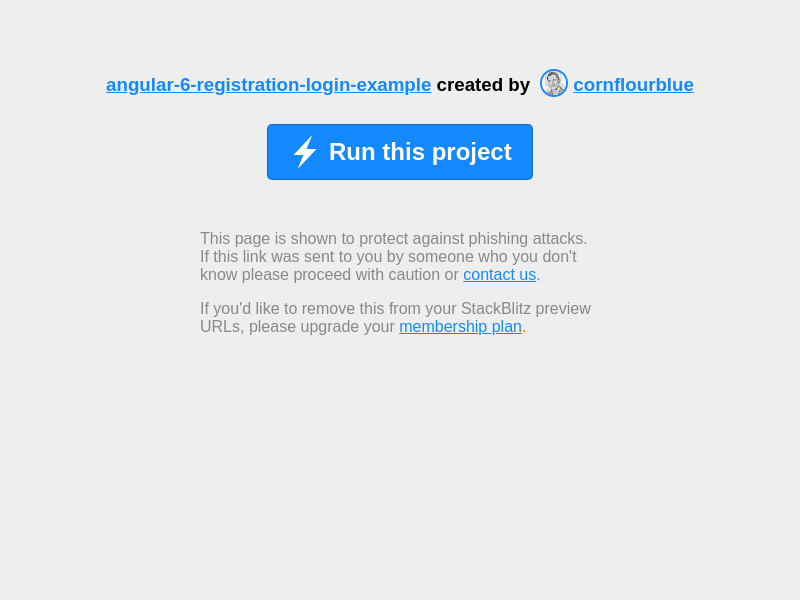 angular-6-registration-login-example created by cornflourblue
Run this project
This page is shown to protect against phishing attacks.
If this link was sent to you by someone who you don't
know please proceed with caution or contact us.
If you'd like to remove this from your StackBlitz preview
URLs, please upgrade your membership plan.